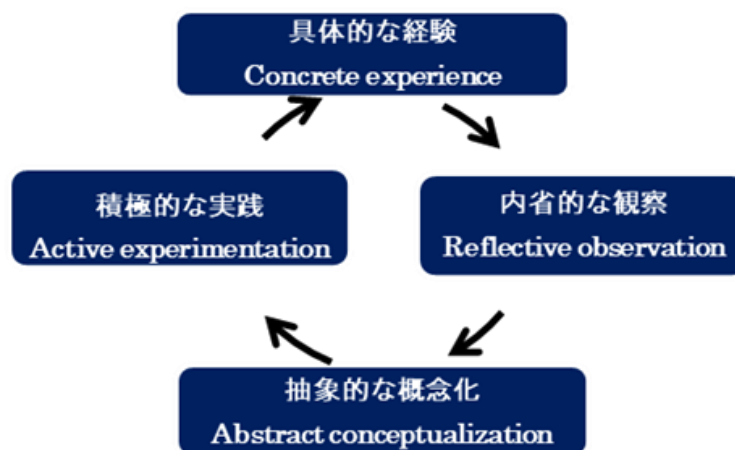 具体的な経験
Concrete experience
内省的な観察
Reflective observation
抽象的な概念化
Abstract conceptualization
積極的な実践
Active experimentation